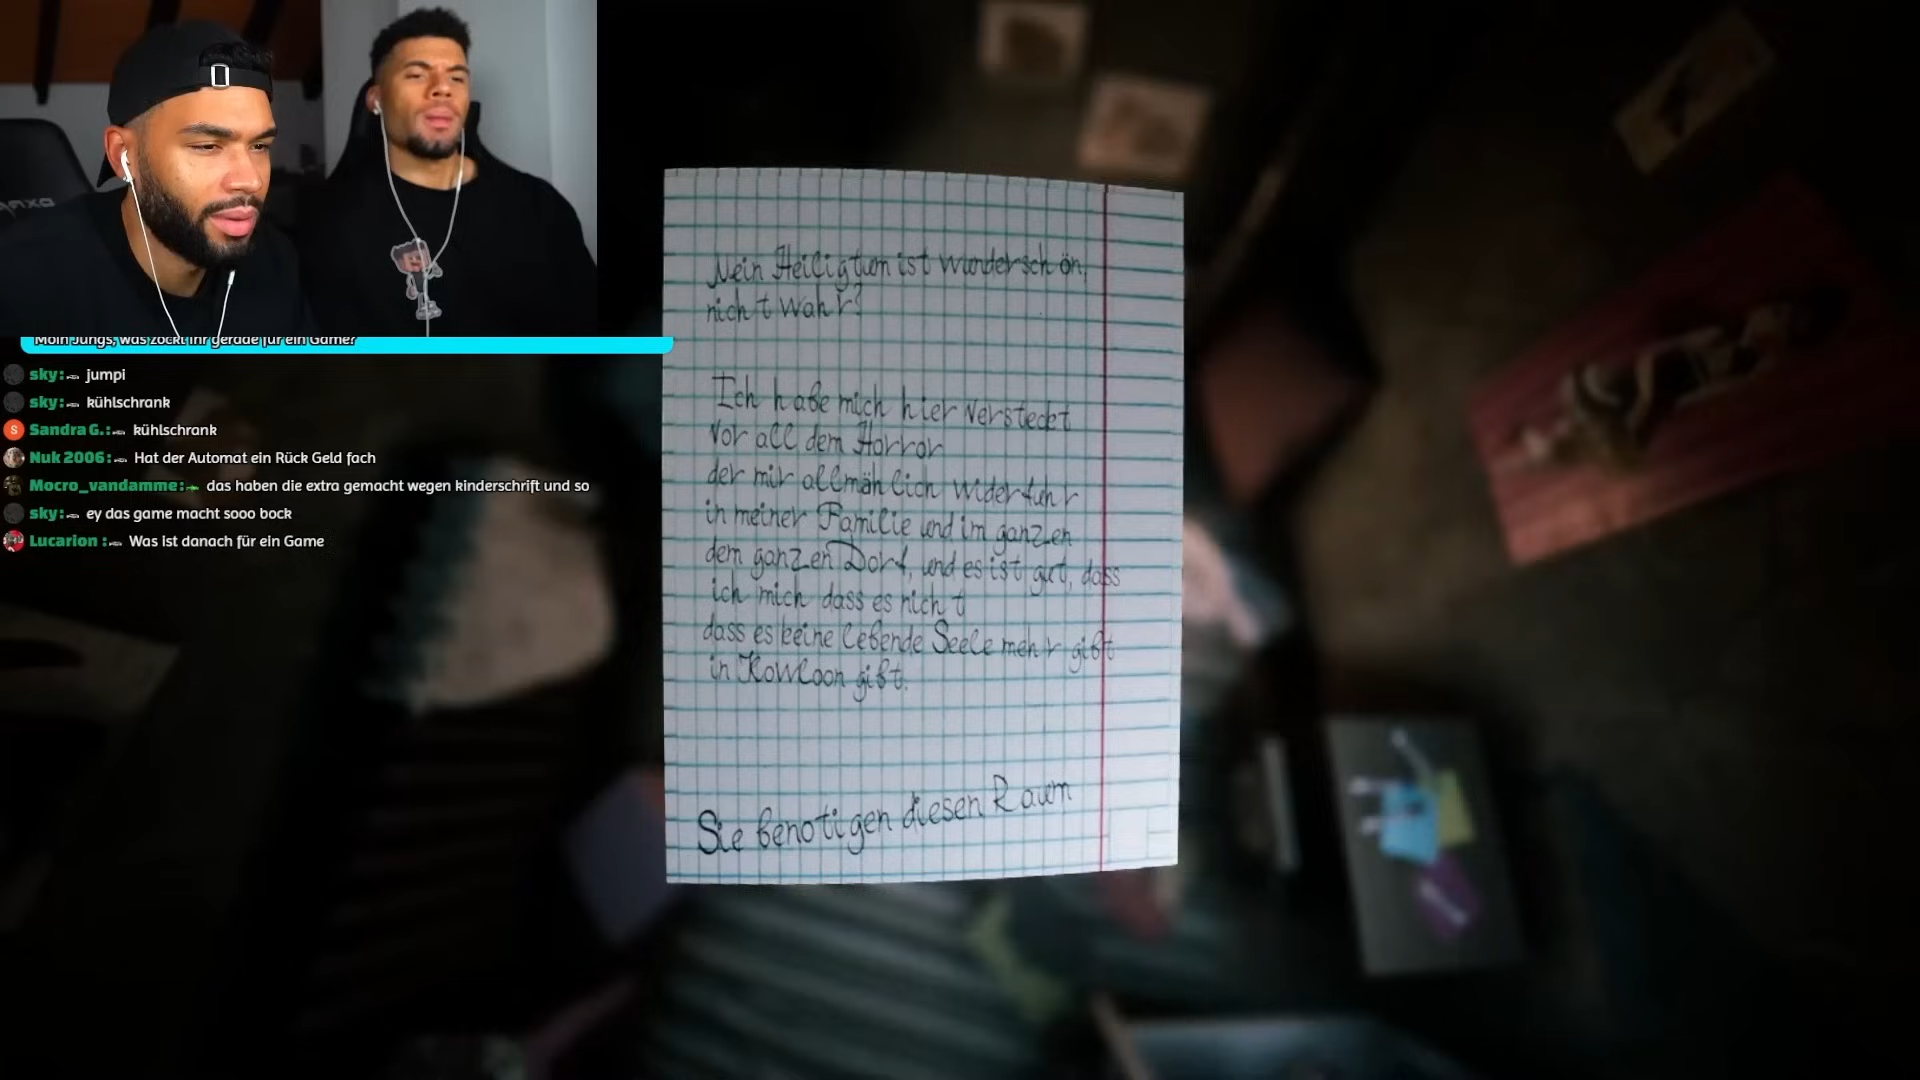 Moin Jungs, was zockt ihr gerade für ein Game?
sky: jumpi
sky: kühlschrank
Sandra G.: kühlschrank
Nuk 2006: Hat der Automat ein Rück Geld fach
Mocro_vandamme: das haben die extra gemacht wegen kinderschrift und so
sky: ey das game macht sooo bock
Lucarion : Was ist danach für ein Game
Mein Heiligtum ist wunderschön,
nicht wahr?
Ich habe mich hier versteckt
vor all dem Horror
der mir allmählich widerfuhr
in meiner Familie und im ganzen
dem ganzen Dorf, und es ist gut, dass
ich mich dass es nicht
dass es keine lebende Seele mehr gibt
in Kowloon gibt.
Sie benotigen diesen Raum